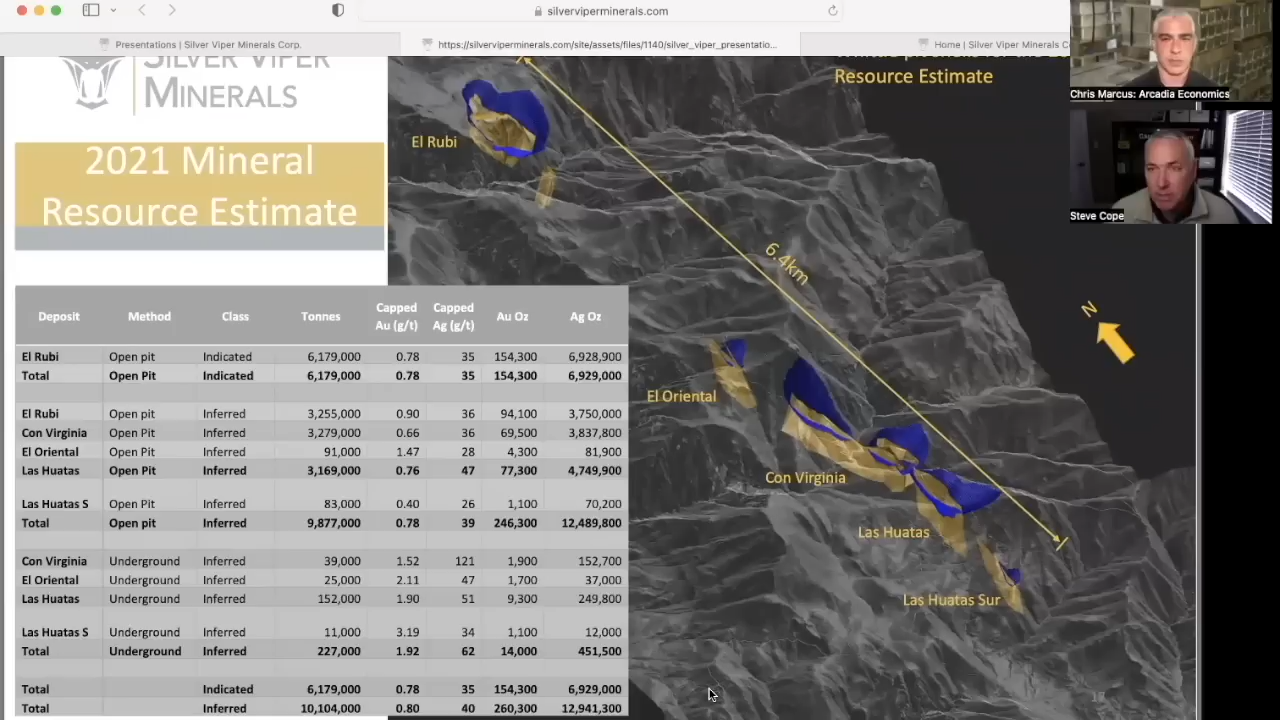 silverviperminerals.com
Presentations | Silver Viper Minerals Corp.
https://silverviperminerals.com/site/assets/files/1140/silver_viper_presentatio...
Home | Silver Viper Minerals Co
SILVER VIPER
MINERALS
2021 Mineral
Resource Estimate
Deposit Method Class Tonnes Capped Au (g/t) Capped Ag (g/t) Au Oz Ag Oz
El Rubi Open pit Indicated 6,179,000 0.78 35 154,300 6,928,900
Total Open Pit Indicated 6,179,000 0.78 35 154,300 6,929,000
El Rubi Open pit Inferred 3,255,000 0.90 36 94,100 3,750,000
Con Virginia Open Pit Inferred 3,279,000 0.66 36 69,500 3,837,800
El Oriental Open Pit Inferred 91,000 1.47 28 4,300 81,900
Las Huatas Open Pit Inferred 3,169,000 0.76 47 77,300 4,749,900
Las Huatas S Open Pit Inferred 83,000 0.40 26 1,100 70,200
Total Open pit Inferred 9,877,000 0.78 39 246,300 12,489,800
Con Virginia Underground Inferred 39,000 1.52 121 1,900 152,700
El Oriental Underground Inferred 25,000 2.11 47 1,700 37,000
Las Huatas Underground Inferred 152,000 1.90 51 9,300 249,800
Las Huatas S Underground Inferred 11,000 3.19 34 1,100 12,000
Total Underground Inferred 227,000 1.92 62 14,000 451,500
Total Indicated 6,179,000 0.78 35 154,300 6,929,000
Total Inferred 10,104,000 0.80 40 260,300 12,941,300
Resource Estimate
El Rubi
6.4km
N
El Oriental
Con Virginia
Las Huatas
Las Huatas Sur
Chris Marcus: Arcadia Economics
Steve Cope